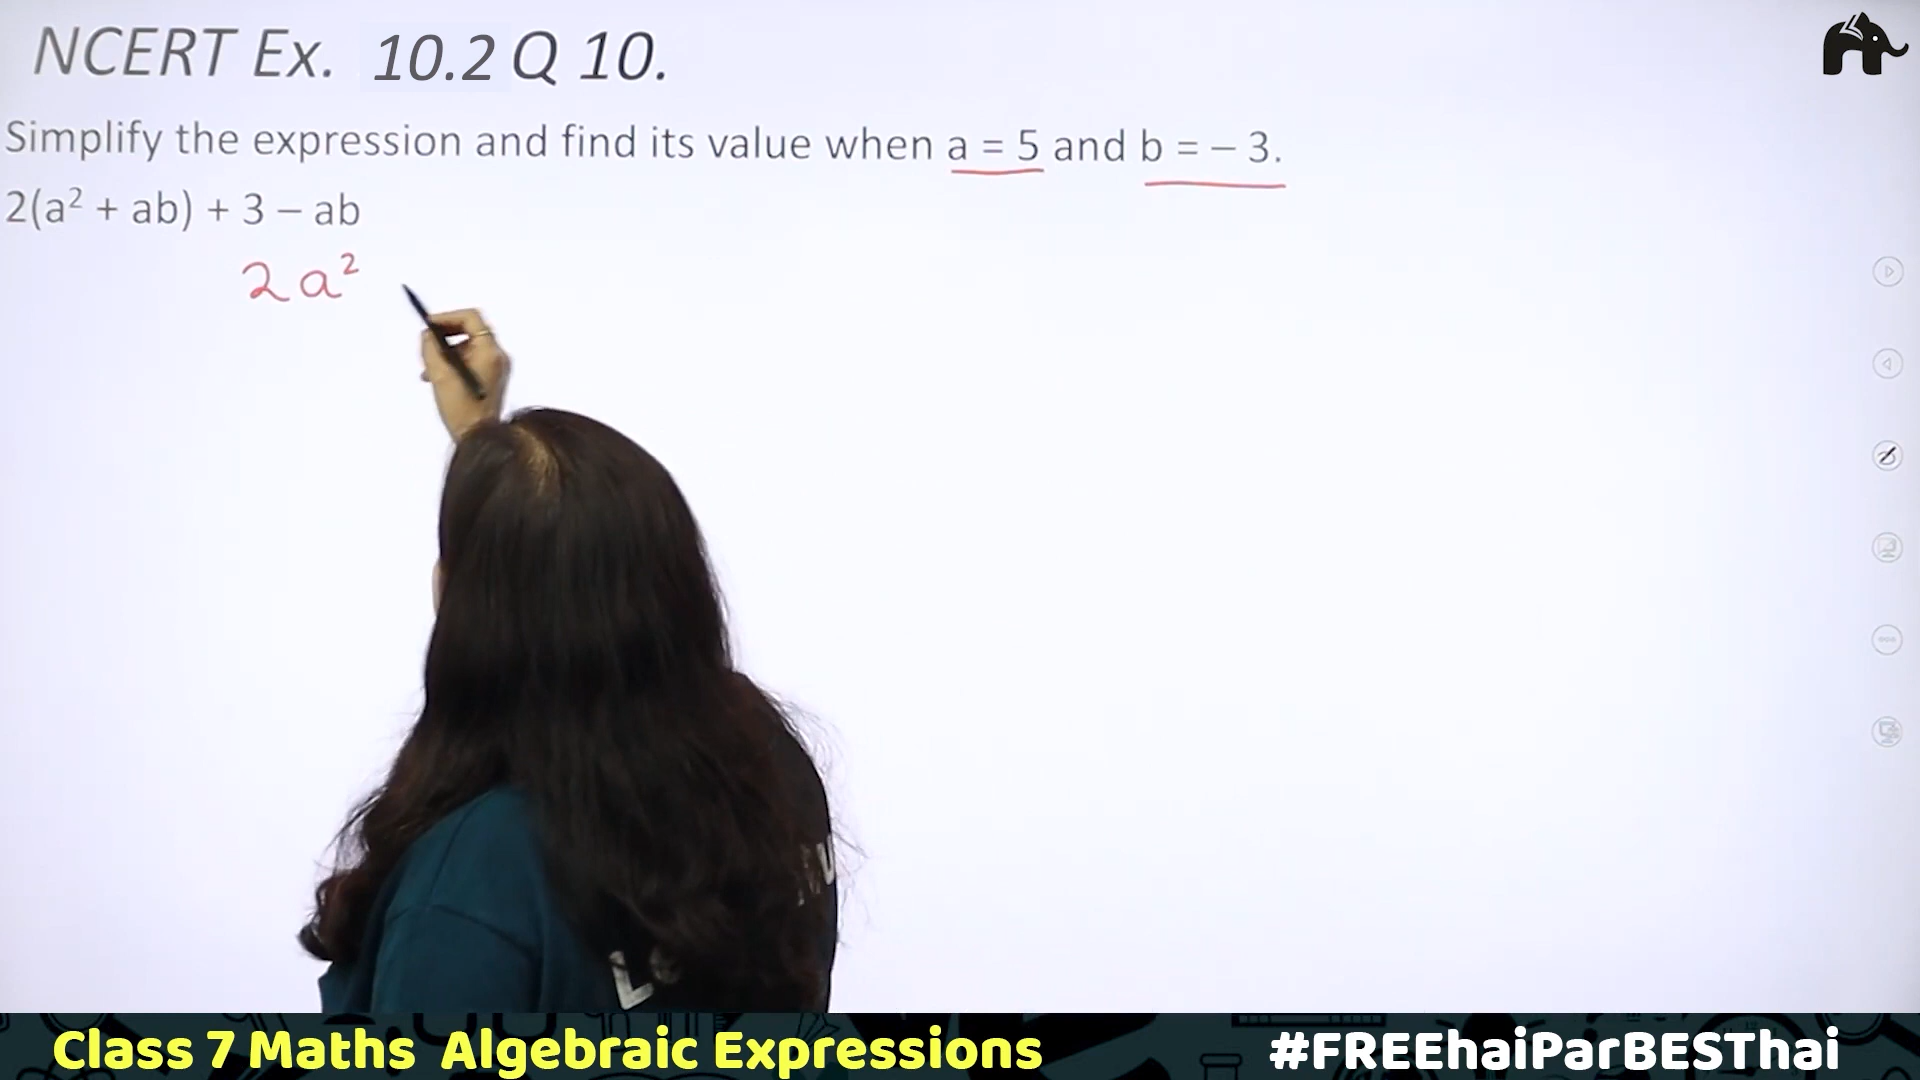 NCERT Ex. 10.2 Q 10.
Simplify the expression and find its value when a = 5 and b = – 3.
2(a² + ab) + 3 – ab
2a²
Class 7 Maths Algebraic Expressions
#FREEhaiParBESThai